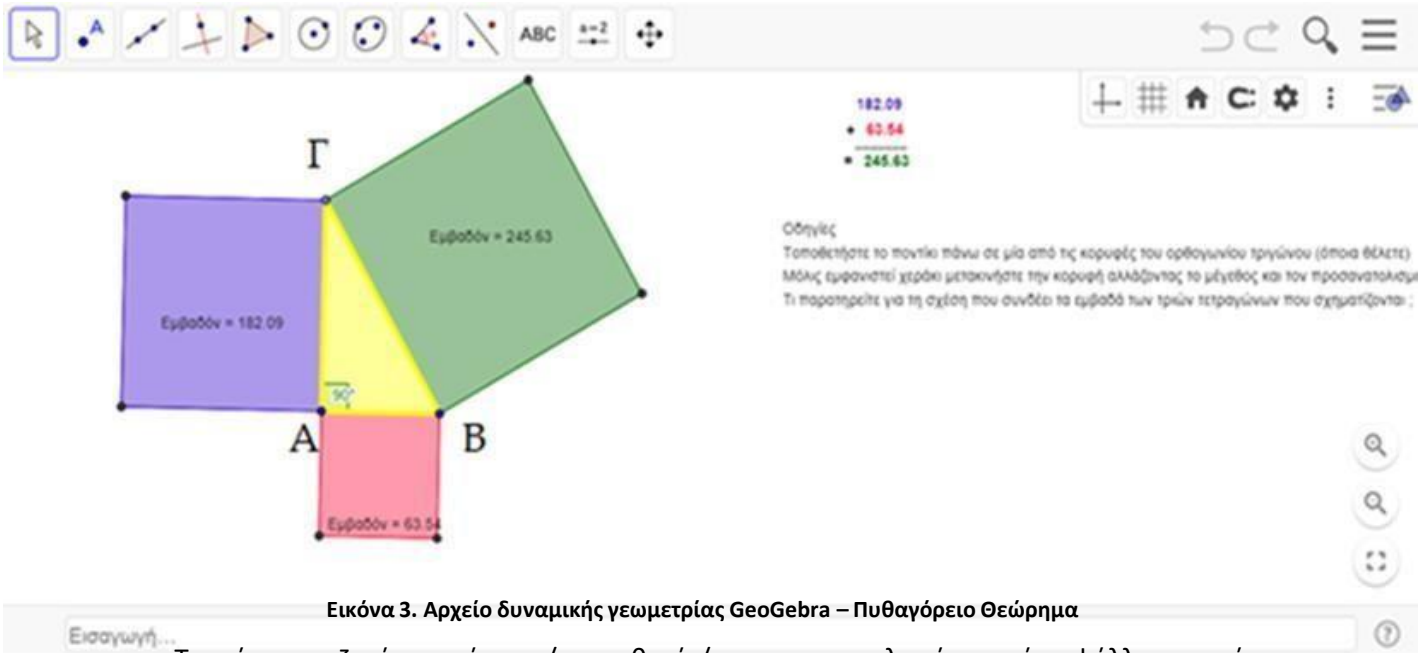 A
ABC
a=2
182.09
63.54
245.63
Γ
Εμβαδόν = 245.63
Οδηγίες
Τοποθετήστε το ποντίκι πάνω σε μία από τις κορυφές του ορθογωνίου τριγώνου (όποια θέλετε)
Μόλις εμφανιστεί χεράκι μετακινήστε την κορυφή αλλάζοντας το μέγεθος και τον
Τι παρατηρείτε για τη σχέση που συνδέει τα εμβαδά των τριών τετραγώνων που σχηματίζονται ;
Εμβαδόν = 182.09
90°
Α
Β
Εμβαδόν = 63.54
Εικόνα 3. Αρχείο δυναμικής γεωμετρίας GeoGebra – Πυθαγόρειο Θεώρημα
Εισαγωγή...